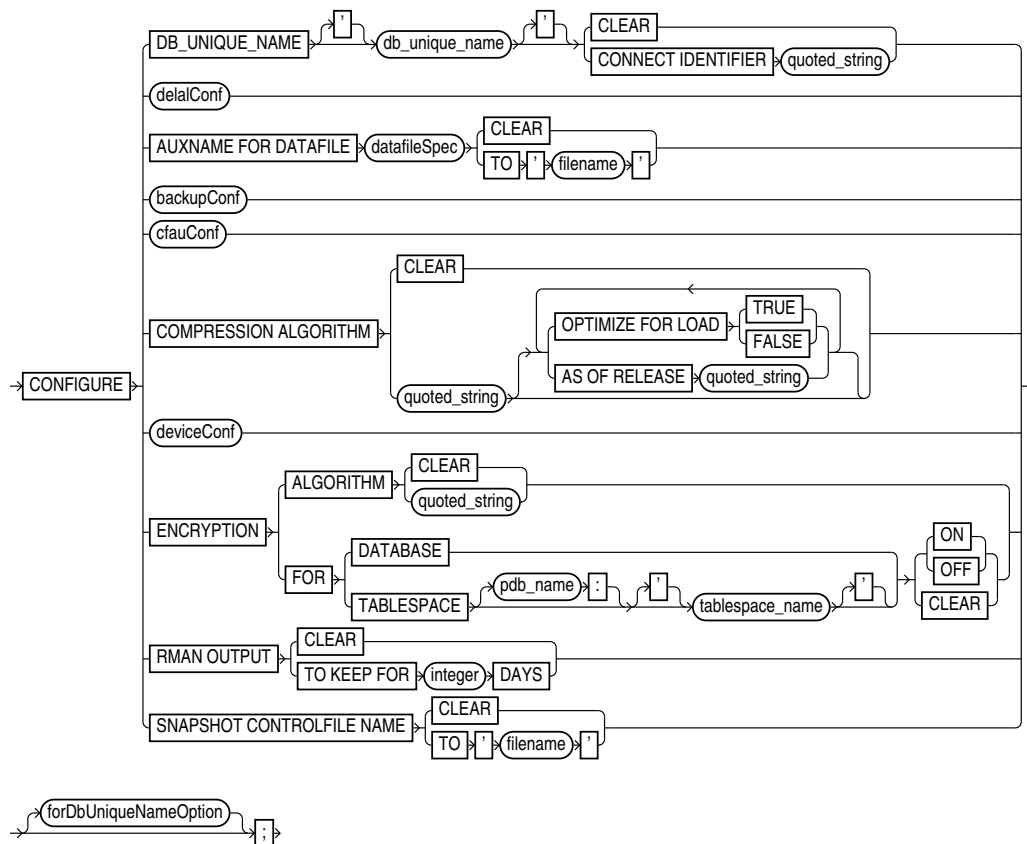 ' '
DB_UNIQUE_NAME db_unique_name CLEAR
CONNECT IDENTIFIER quoted_string
delalConf
AUXNAME FOR DATAFILE datafileSpec CLEAR
TO ' filename '
backupConf
cfauConf
CLEAR
TRUE
OPTIMIZE FOR LOAD
FALSE
COMPRESSION ALGORITHM
AS OF RELEASE quoted_string
CONFIGURE
quoted_string
deviceConf
CLEAR
ALGORITHM
quoted_string
ENCRYPTION
ON
DATABASE
OFF
FOR
pdb_name : ' '
TABLESPACE tablespace_name CLEAR
CLEAR
RMAN OUTPUT
TO KEEP FOR integer DAYS
CLEAR
SNAPSHOT CONTROLFILE NAME
TO ' filename '
forDbUniqueNameOption
;